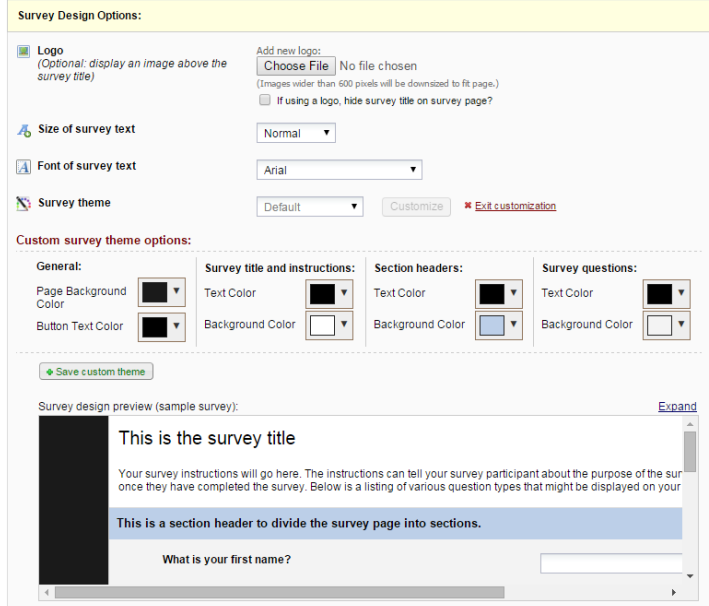 Survey Design Options:
Logo
(Optional: display an image above the
survey title)
Add new logo:
Choose File No file chosen
(Images wider than 600 pixels will be downsized to fit page.)
If using a logo, hide survey title on survey page?
Size of survey text
Normal
Font of survey text
Arial
Survey theme
Default
Customize
Exit customization
Custom survey theme options:
General:
Page Background
Color
Button Text Color
Survey title and instructions:
Text Color
Background Color
Section headers:
Text Color
Background Color
Survey questions:
Text Color
Background Color
Save custom theme
Survey design preview (sample survey):
Expand
This is the survey title
Your survey instructions will go here. The instructions can tell your survey participant about the purpose of the sur
once they have completed the survey. Below is a listing of various question types that might be displayed on your
This is a section header to divide the survey page into sections.
What is your first name?